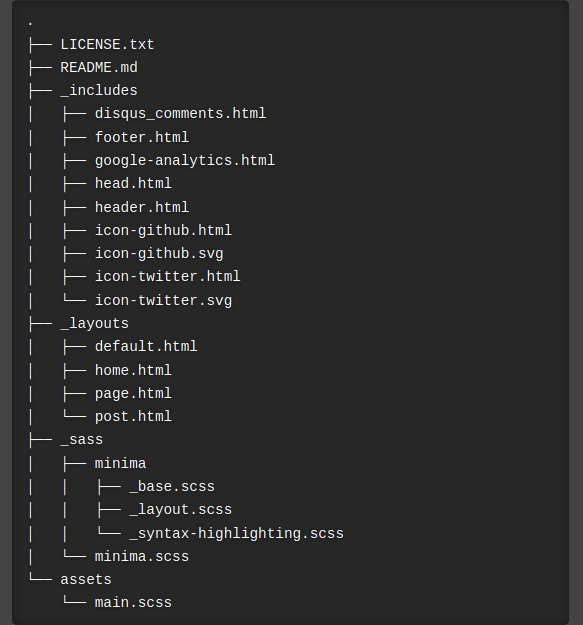 .
├── LICENSE.txt
├── README.md
├── _includes
│   ├── disqus_comments.html
│   ├── footer.html
│   ├── google-analytics.html
│   ├── head.html
│   ├── header.html
│   ├── icon-github.html
│   ├── icon-github.svg
│   ├── icon-twitter.html
│   └── icon-twitter.svg
├── _layouts
│   ├── default.html
│   ├── home.html
│   ├── page.html
│   └── post.html
├── _sass
│   ├── minima
│   │   ├── _base.scss
│   │   ├── _layout.scss
│   │   └── _syntax-highlighting.scss
│   └── minima.scss
└── assets
    └── main.scss